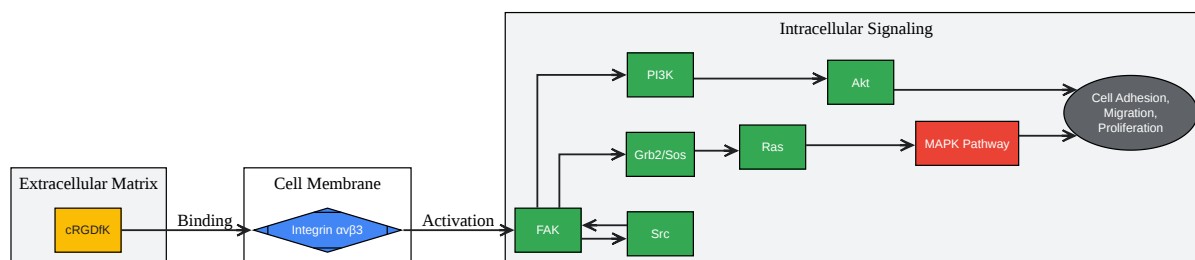 Intracellular Signaling
PI3K
Akt
Cell Adhesion,
Migration,
Proliferation
Grb2/Sos
Ras
MAPK Pathway
Extracellular Matrix
Cell Membrane
cRGDfK
Binding
Integrin αvβ3
Activation
FAK
Src